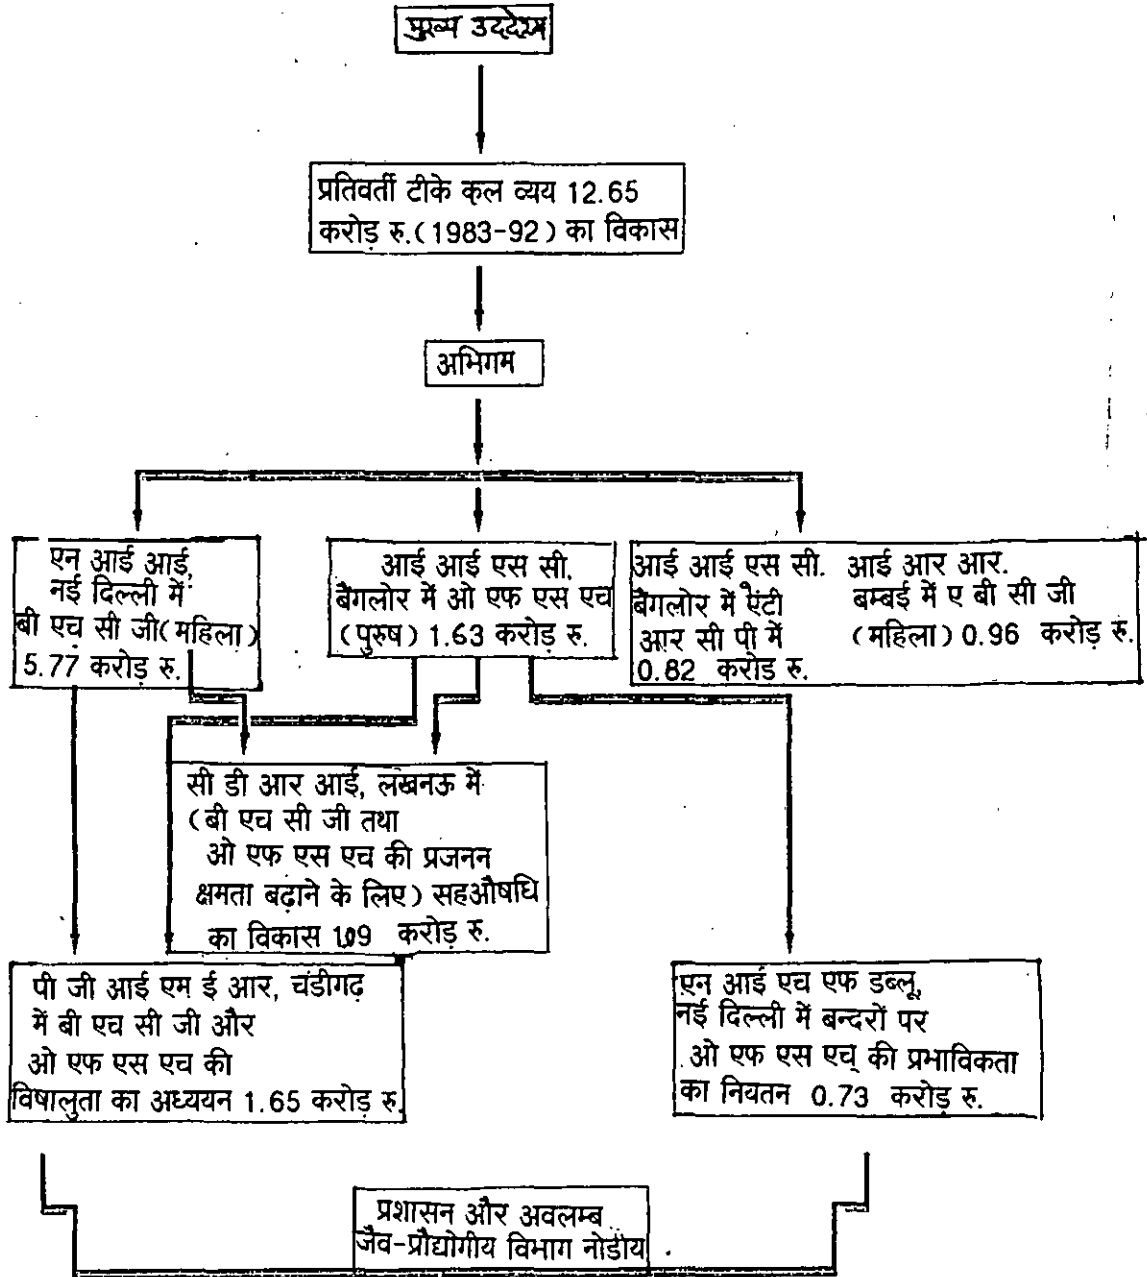 मुख्य उददेश्य
प्रतिवर्ती टीके कुल व्यय 12.65
करोड़ रु.(1983-92) का विकास
अभिगम
एन आई आई,
नई दिल्ली में
बी एच सी जी(महिला)
5.77 करोड़ रु.
आई आई एस सी.
बैगलोर में ओ एफ एस एच
(पुरुष) 1.63 करोड़ रु.
आई आई एस सी.
बैगलोर में एंटी
आर सी पी में
0.82 करोड रु.
आई आर आर.
बम्बई में ए बी सी जी
(महिला) 0.96 करोड़ रु.
सी डी आर आई, लखनऊ में
(बी एच सी जी तथा
ओ एफ एस एच की प्रजनन
क्षमता बढ़ाने के लिए) सहऔषधि
का विकास 1.09 करोड़ रु.
पी जी आई एम ई आर, चंडीगढ़
में बी एच सी जी और
ओ एफ एस एच की
विषालुता का अध्ययन 1.65 करोड़ रु.
एन आई एच एफ डब्लू,
नई दिल्ली में बन्दरों पर
ओ एफ एस एच की प्रभाविकता
का नियतन 0.73 करोड़ रु.
प्रशासन और अवलम्ब
जैव-प्रौद्योगीय विभाग नोडीय